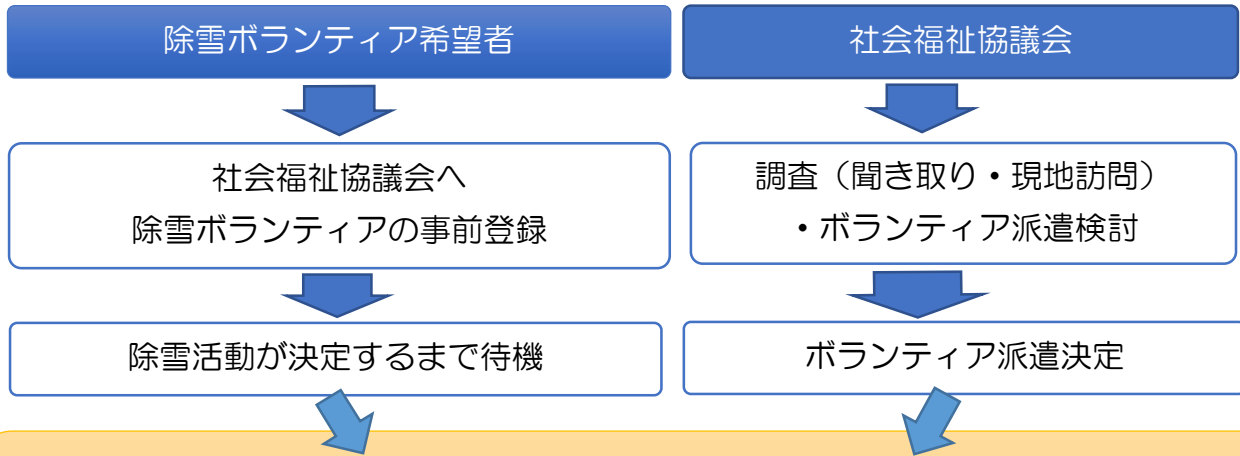 除雪ボランティア希望者
社会福祉協議会へ
除雪ボランティアの事前登録
除雪活動が決定するまで待機
社会福祉協議会
調査（聞き取り・現地訪問）
・ボランティア派遣検討
ボランティア派遣決定